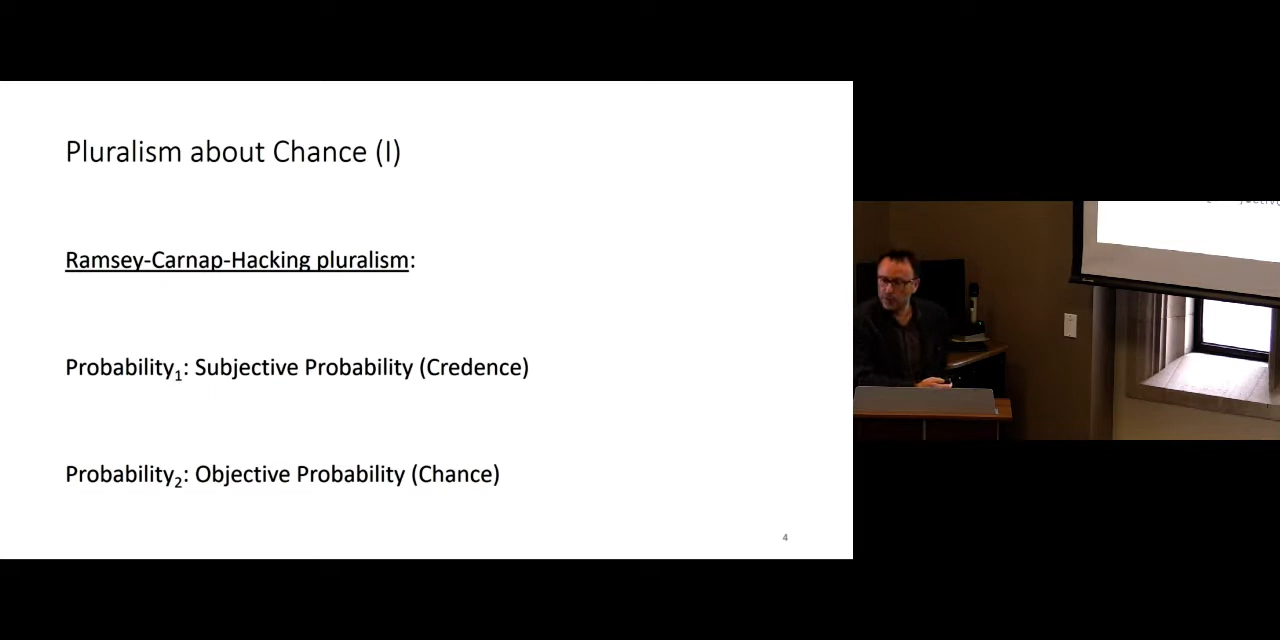 Pluralism about Chance (I)
Ramsey-Carnap-Hacking pluralism:
Probability₁: Subjective Probability (Credence)
Probability₂: Objective Probability (Chance)
4